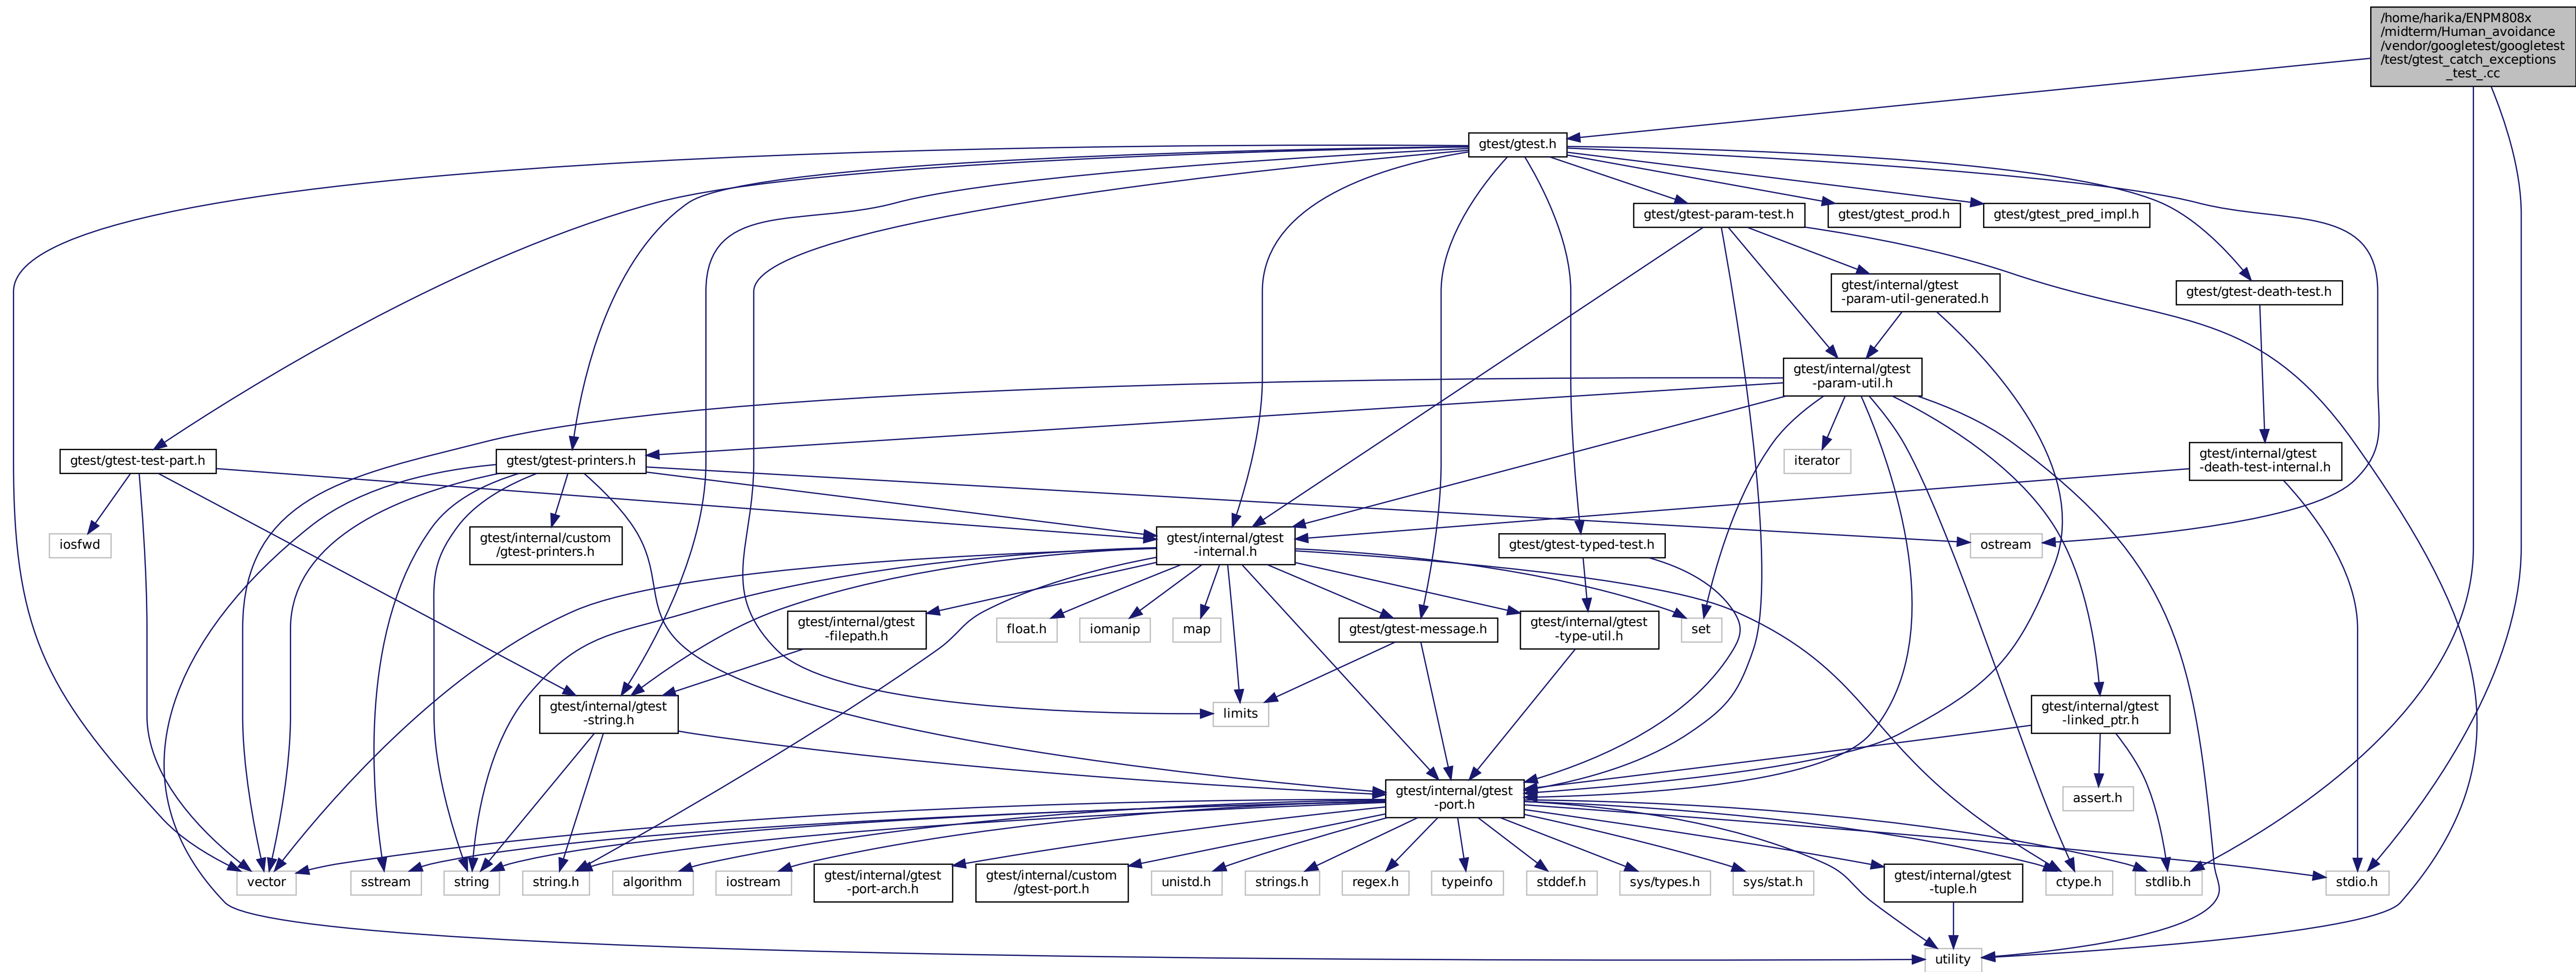 /home/harika/ENPM808x
/midterm/Human_avoidance
/vendor/googletest/googletest
/test/gtest_catch_exceptions
_test_.cc
gtest/gtest.h
gtest/gtest-param-test.h
gtest/gtest_prod.h
gtest/gtest_pred_impl.h
gtest/internal/gtest
-param-util-generated.h
gtest/gtest-death-test.h
gtest/internal/gtest
-param-util.h
gtest/gtest-test-part.h
gtest/gtest-printers.h
iterator
gtest/internal/gtest
-death-test-internal.h
iosfwd
gtest/internal/custom
/gtest-printers.h
gtest/internal/gtest
-internal.h
gtest/gtest-typed-test.h
ostream
gtest/internal/gtest
-filepath.h
float.h
iomanip
map
gtest/gtest-message.h
gtest/internal/gtest
-type-util.h
set
gtest/internal/gtest
-string.h
limits
gtest/internal/gtest
-linked_ptr.h
gtest/internal/gtest
-port.h
assert.h
vector
sstream
string
string.h
algorithm
iostream
gtest/internal/gtest
-port-arch.h
gtest/internal/custom
/gtest-port.h
unistd.h
strings.h
regex.h
typeinfo
stddef.h
sys/types.h
sys/stat.h
gtest/internal/gtest
-tuple.h
ctype.h
stdlib.h
stdio.h
utility